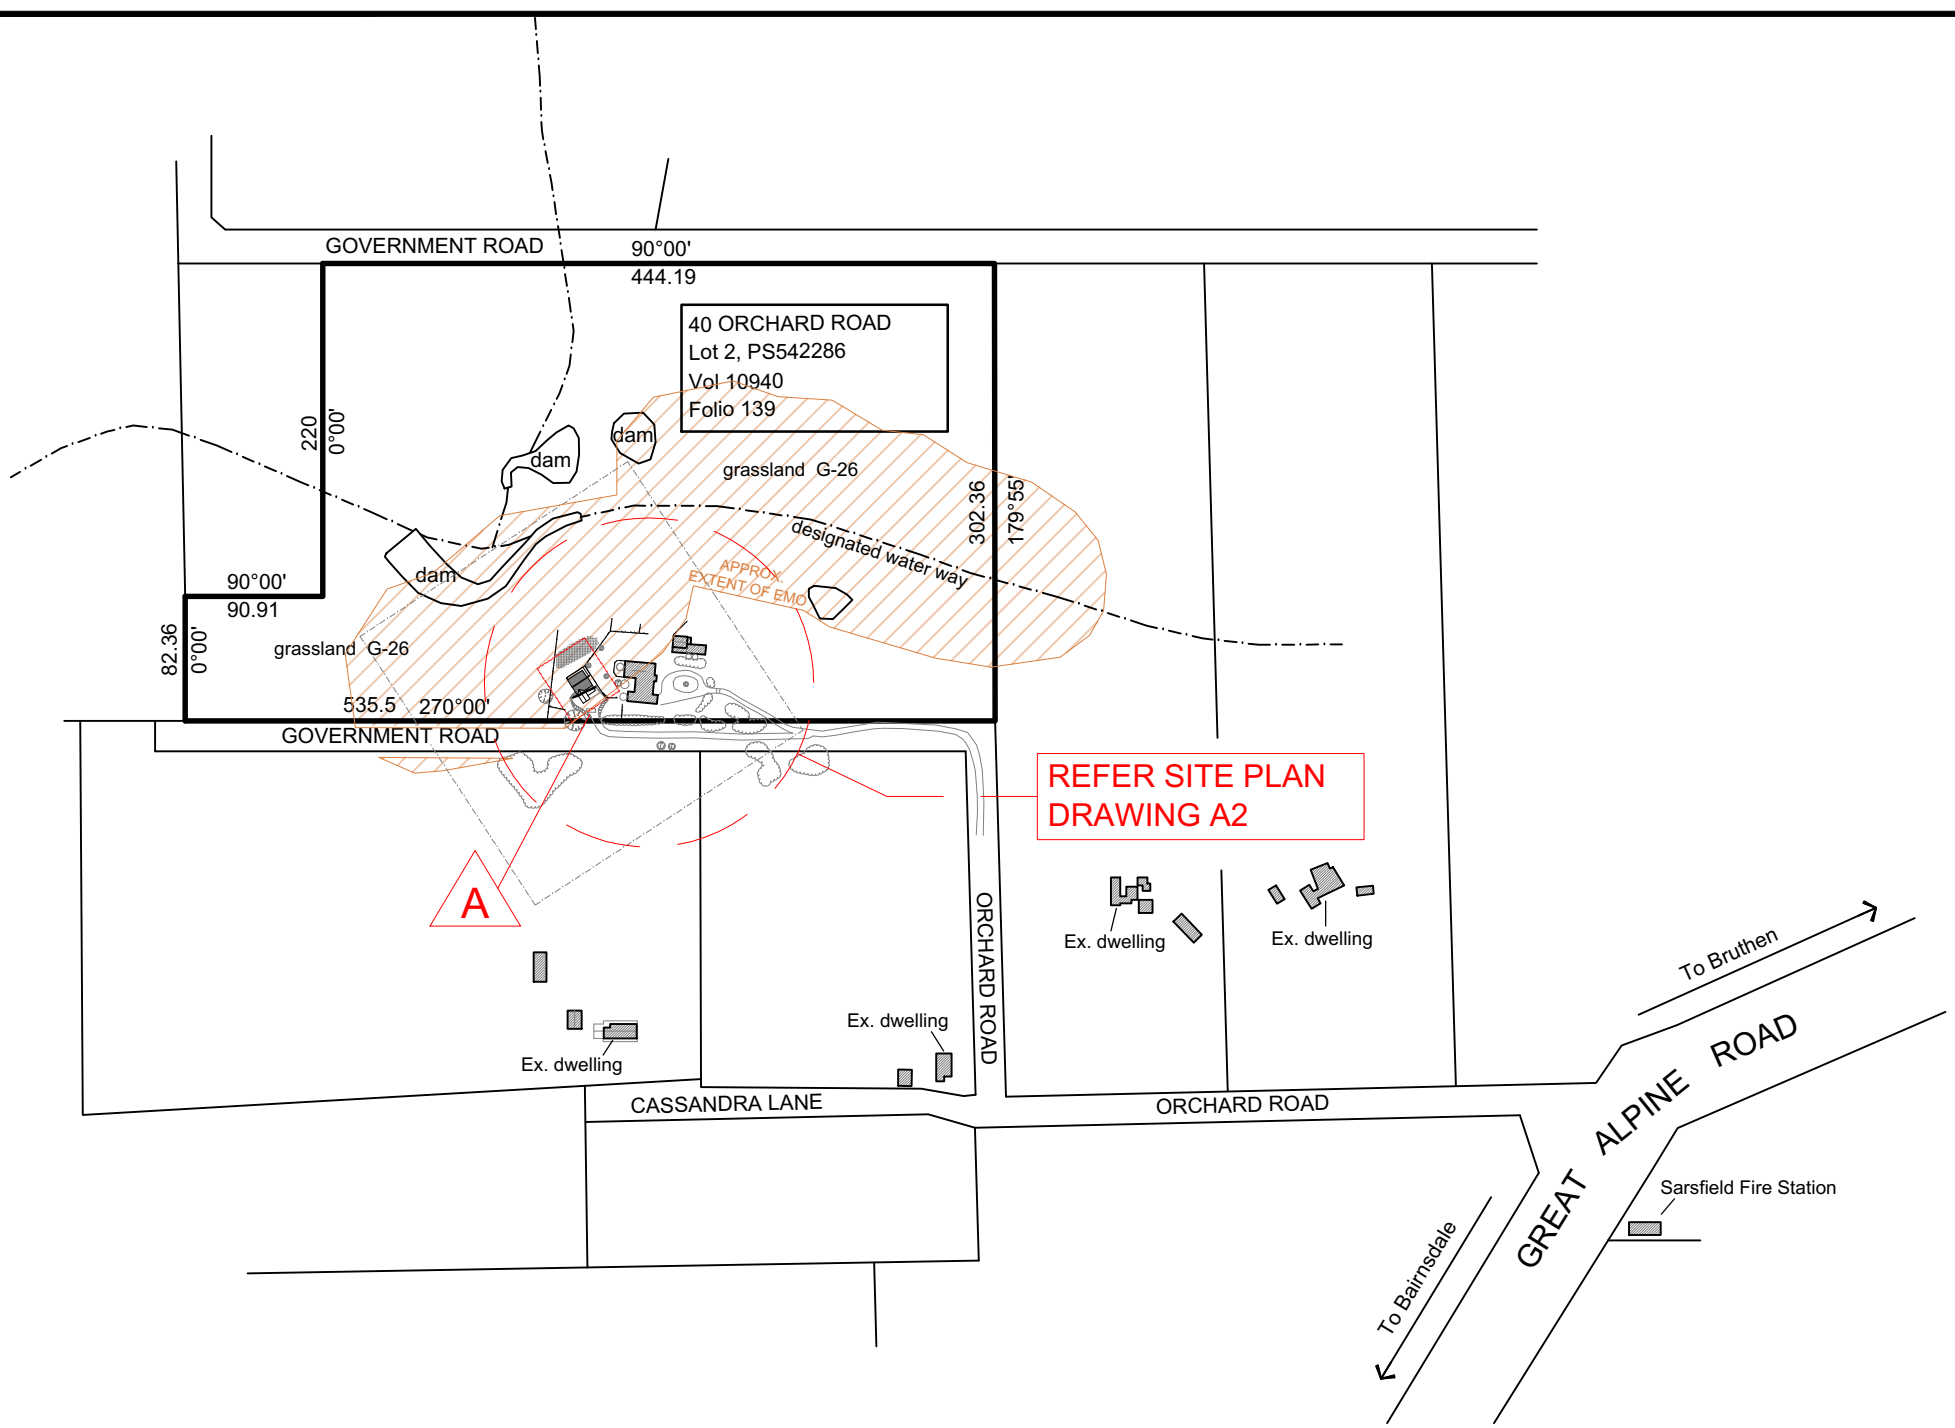 GOVERNMENT ROAD
90°00'
444.19
40 ORCHARD ROAD
Lot 2, PS542286
Vol 10940
Folio 139
220
0°00'
dam
dam
grassland G-26
302.36
179°55'
designated water way
APPROX.
EXTENT OF EMO
dam
90°00'
90.91
82.36
0°00'
grassland G-26
535.5 270°00'
GOVERNMENT ROAD
REFER SITE PLAN
DRAWING A2
A
ORCHARD ROAD
Ex. dwelling
Ex. dwelling
To Bruthen
Ex. dwelling
Ex. dwelling
CASSANDRA LANE
ORCHARD ROAD
GREAT ALPINE ROAD
Sarsfield Fire Station
To Bairnsdale